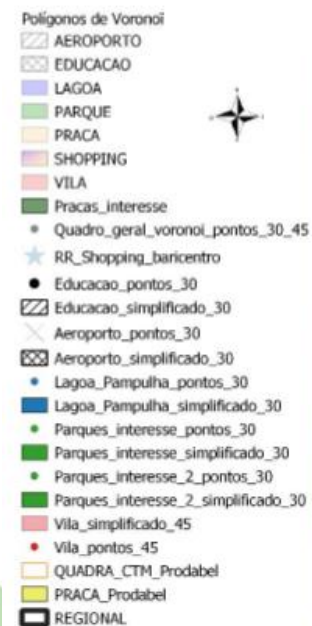 Polígonos de Voronoi
AEROPORTO
EDUCACAO
LAGOA
PARQUE
PRACA
SHOPPING
VILA
Pracas_interesse
Quadro_geral_voronoi_pontos_30_45
RR_Shopping_baricentro
Educacao_pontos_30
Educacao_simplificado_30
Aeroporto_pontos_30
Aeroporto_simplificado_30
Lagoa_Pampulha_pontos_30
Lagoa_Pampulha_simplificado_30
Parques_interesse_pontos_30
Parques_interesse_simplificado_30
Parques_interesse_2_pontos_30
Parques_interesse_2_simplificado_30
Vila_simplificado_45
Vila_pontos_45
QUADRA_CTM_Prodabel
PRACA_Prodabel
REGIONAL